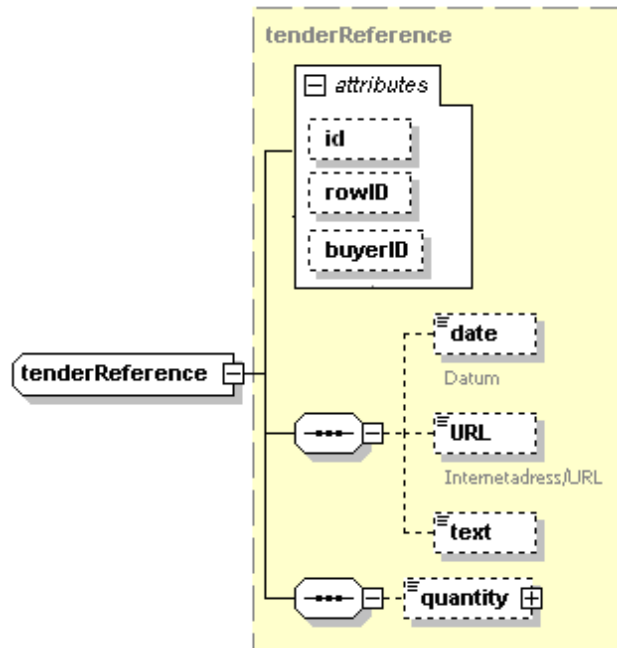 tenderReference
attributes
id
rowID
buyerID
tenderReference
date
Datum
URL
Internetadress/URL
text
quantity